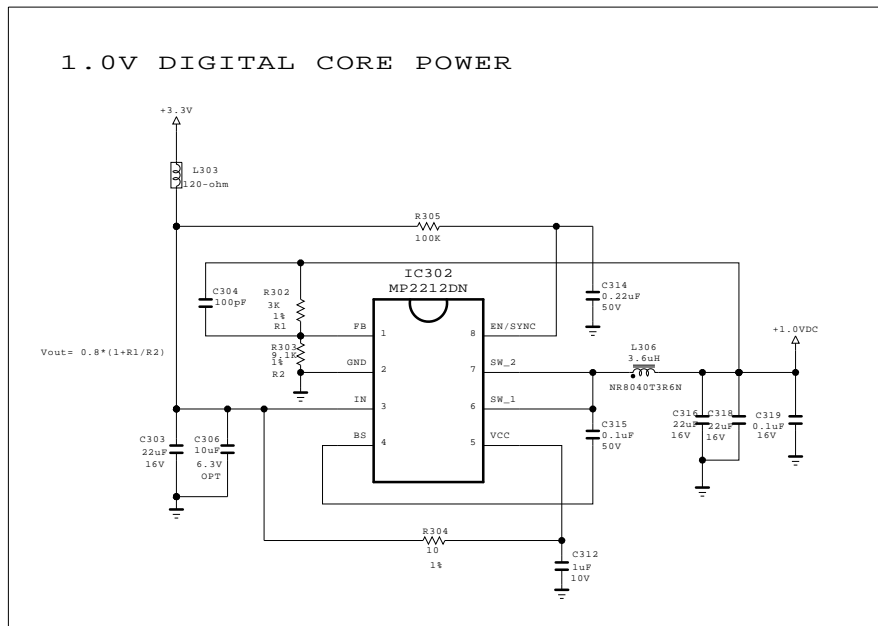 1.0V DIGITAL CORE POWER
+3.3V
L303
120-ohm
R305
100K
IC302
MP2212DN
C304
100pF
R302
3K
1%
R1
C314
0.22uF
50V
FB
1
8
EN/SYNC
+1.0VDC
Vout= 0.8*(1+R1/R2)
R303
9.1K
1%
R2
GND
2
7
SW_2
L306
3.6uH
NR8040T3R6N
IN
3
6
SW_1
C303
22uF
16V
C306
10uF
6.3V
OPT
BS
4
5
VCC
C315
0.1uF
50V
C316
22uF
16V
C318
22uF
16V
C319
0.1uF
16V
R304
10
1%
C312
1uF
10V